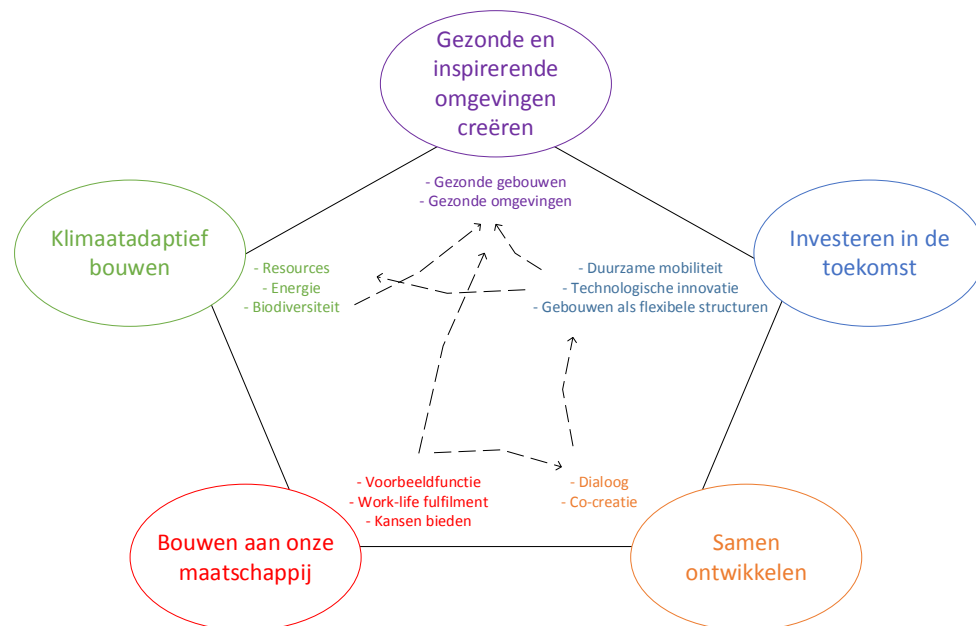 Gezonde en
inspirerende
omgevingen
creëren
- Gezonde gebouwen
- Gezonde omgevingen
Klimaatadaptief
bouwen
- Resources
- Energie
- Biodiversiteit
Investeren in de
toekomst
- Duurzame mobiliteit
- Technologische innovatie
- Gebouwen als flexibele structuren
- Voorbeeldfunctie
- Work-life fulfilment
- Kansen bieden
- Dialoog
- Co-creatie
Bouwen aan onze
maatschappij
Samen
ontwikkelen